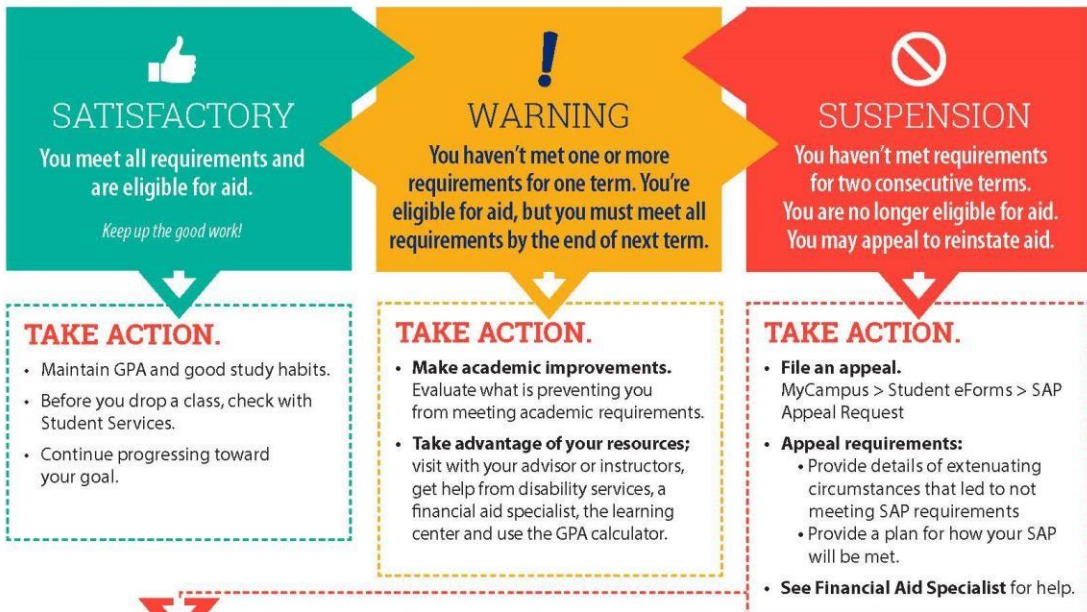 SATISFACTORY
You meet all requirements and
are eligible for aid.
Keep up the good work!
TAKE ACTION.
• Maintain GPA and good study habits.
• Before you drop a class, check with
Student Services.
• Continue progressing toward
your goal.
WARNING
You haven't met one or more
requirements for one term. You're
eligible for aid, but you must meet all
requirements by the end of next term.
TAKE ACTION.
• Make academic improvements.
Evaluate what is preventing you
from meeting academic requirements.
• Take advantage of your resources;
visit with your advisor or instructors,
get help from disability services, a
financial aid specialist, the learning
center and use the GPA calculator.
SUSPENSION
You haven't met requirements
for two consecutive terms.
You are no longer eligible for aid.
You may appeal to reinstate aid.
TAKE ACTION.
• File an appeal.
MyCampus > Student eForms > SAP
Appeal Request
• Appeal requirements:
• Provide details of extenuating
circumstances that led to not
meeting SAP requirements
• Provide a plan for how your SAP
will be met.
• See Financial Aid Specialist for help.